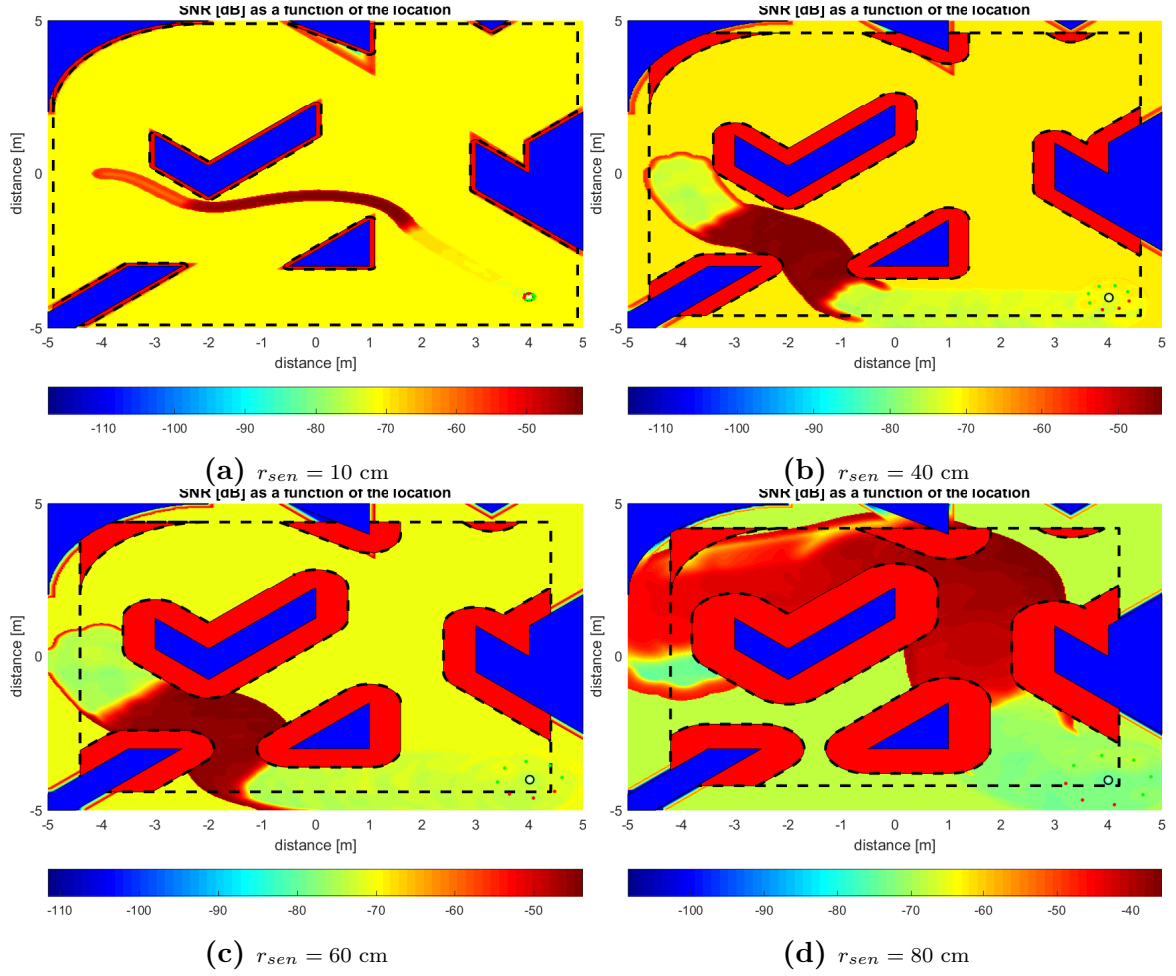 SNR [dB] as a function of the location
SNR [dB] as a function of the location
5
0
-5
distance [m]
-5 -4 -3 -2 -1 0 1 2 3 4 5
distance [m]
-110 -100 -90 -80 -70 -60 -50
(a) r_sen = 10 cm
5
0
-5
distance [m]
-5 -4 -3 -2 -1 0 1 2 3 4 5
distance [m]
-110 -100 -90 -80 -70 -60 -50
(b) r_sen = 40 cm
SNR [dB] as a function of the location
SNR [dB] as a function of the location
5
0
-5
distance [m]
-5 -4 -3 -2 -1 0 1 2 3 4 5
distance [m]
-110 -100 -90 -80 -70 -60 -50
(c) r_sen = 60 cm
5
0
-5
distance [m]
-5 -4 -3 -2 -1 0 1 2 3 4 5
distance [m]
-100 -90 -80 -70 -60 -50 -40
(d) r_sen = 80 cm